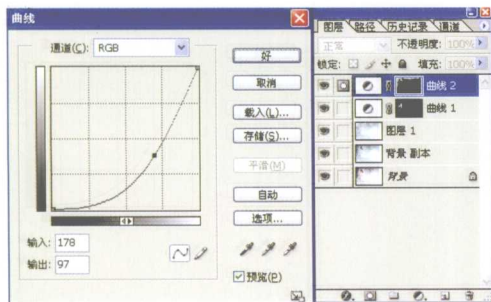 曲线
通道(C): RGB
好
取消
载入(L)...
存储(S)...
平滑(M)
自动
选项...
输入: 178
输出: 97
预览(P)
图层 路径 历史记录 通道
正常 不透明度: 100%
锁定: 填充: 100%
曲线 2
曲线 1
图层 1
背景 副本
背景